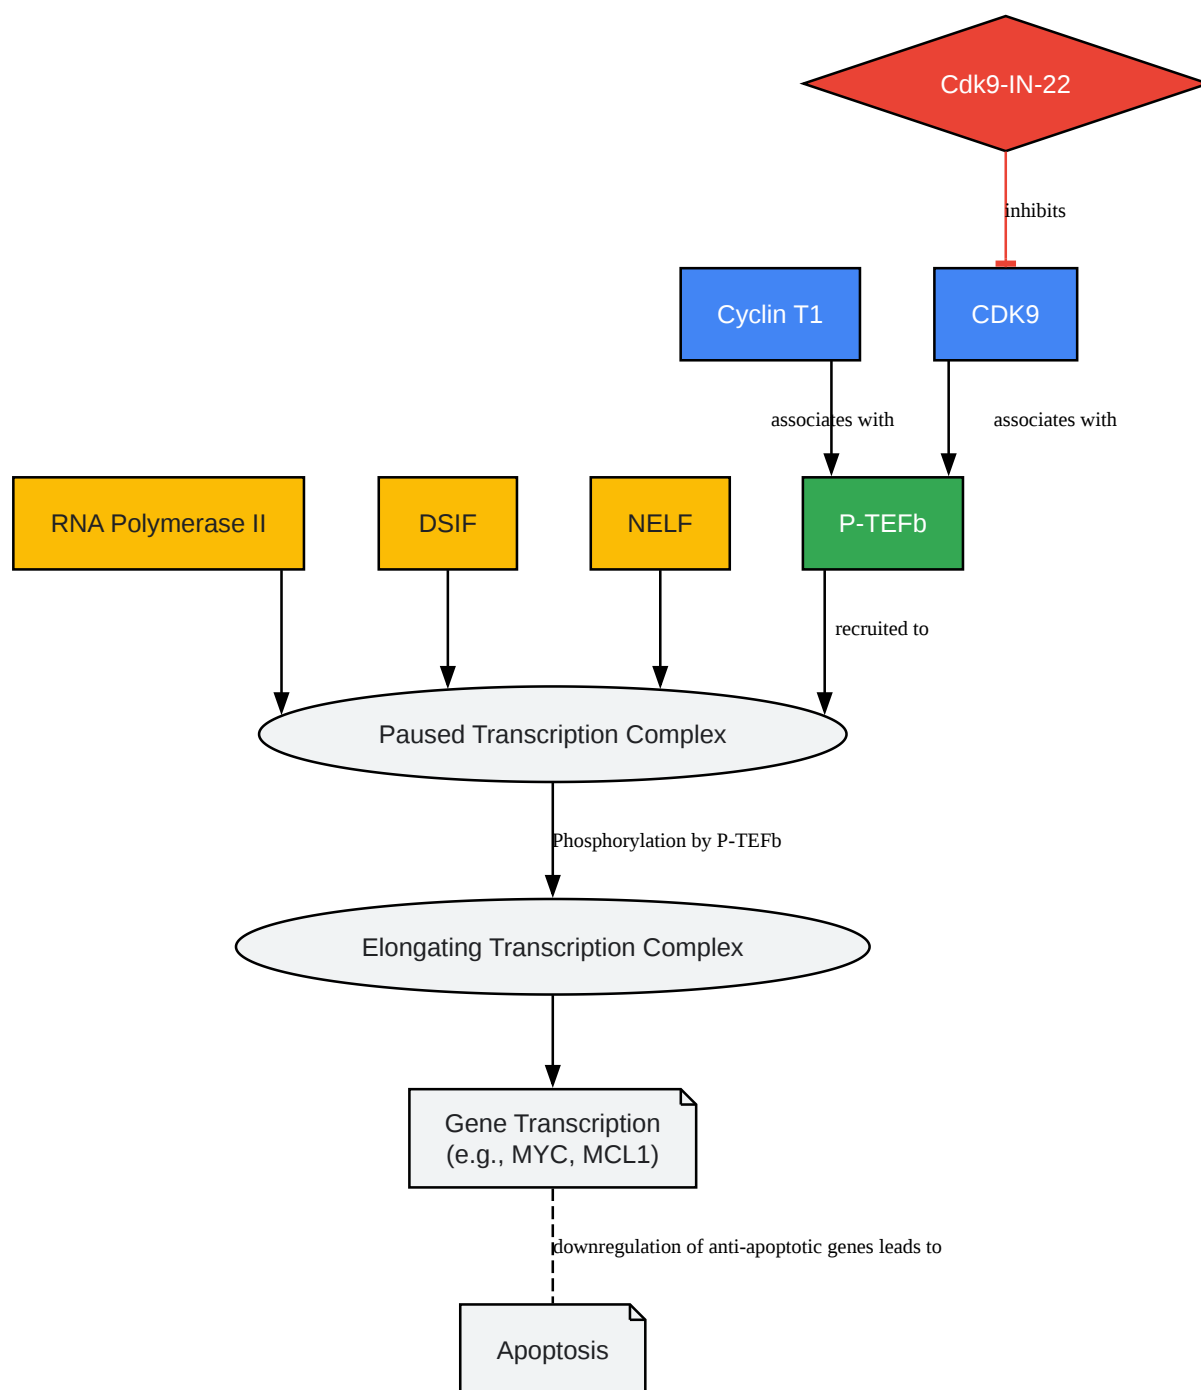 Cdk9-IN-22
inhibits
Cyclin T1
CDK9
associates with
associates with
RNA Polymerase II
DSIF
NELF
P-TEFb
recruited to
Paused Transcription Complex
Phosphorylation by P-TEFb
Elongating Transcription Complex
Gene Transcription
(e.g., MYC, MCL1)
downregulation of anti-apoptotic genes leads to
Apoptosis